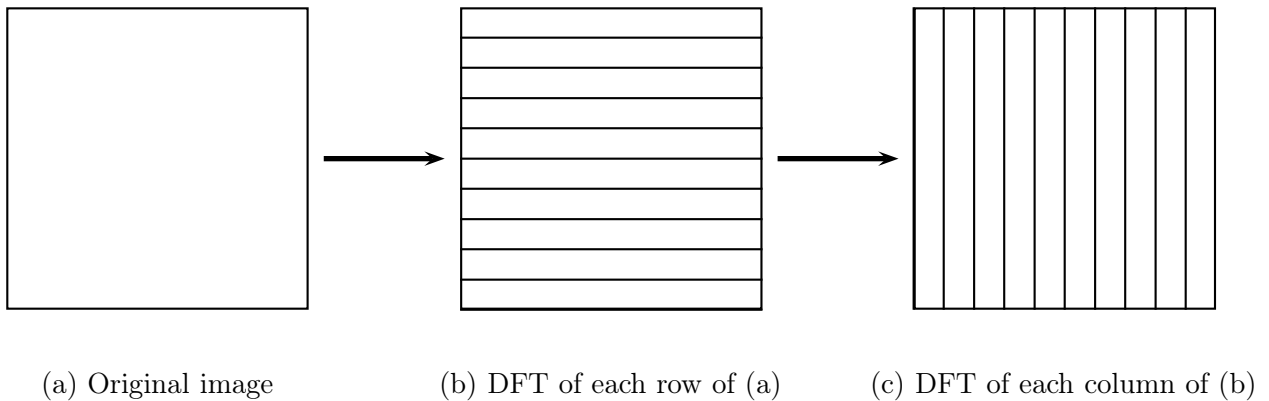 (a) Original image
(b) DFT of each row of (a)
(c) DFT of each column of (b)